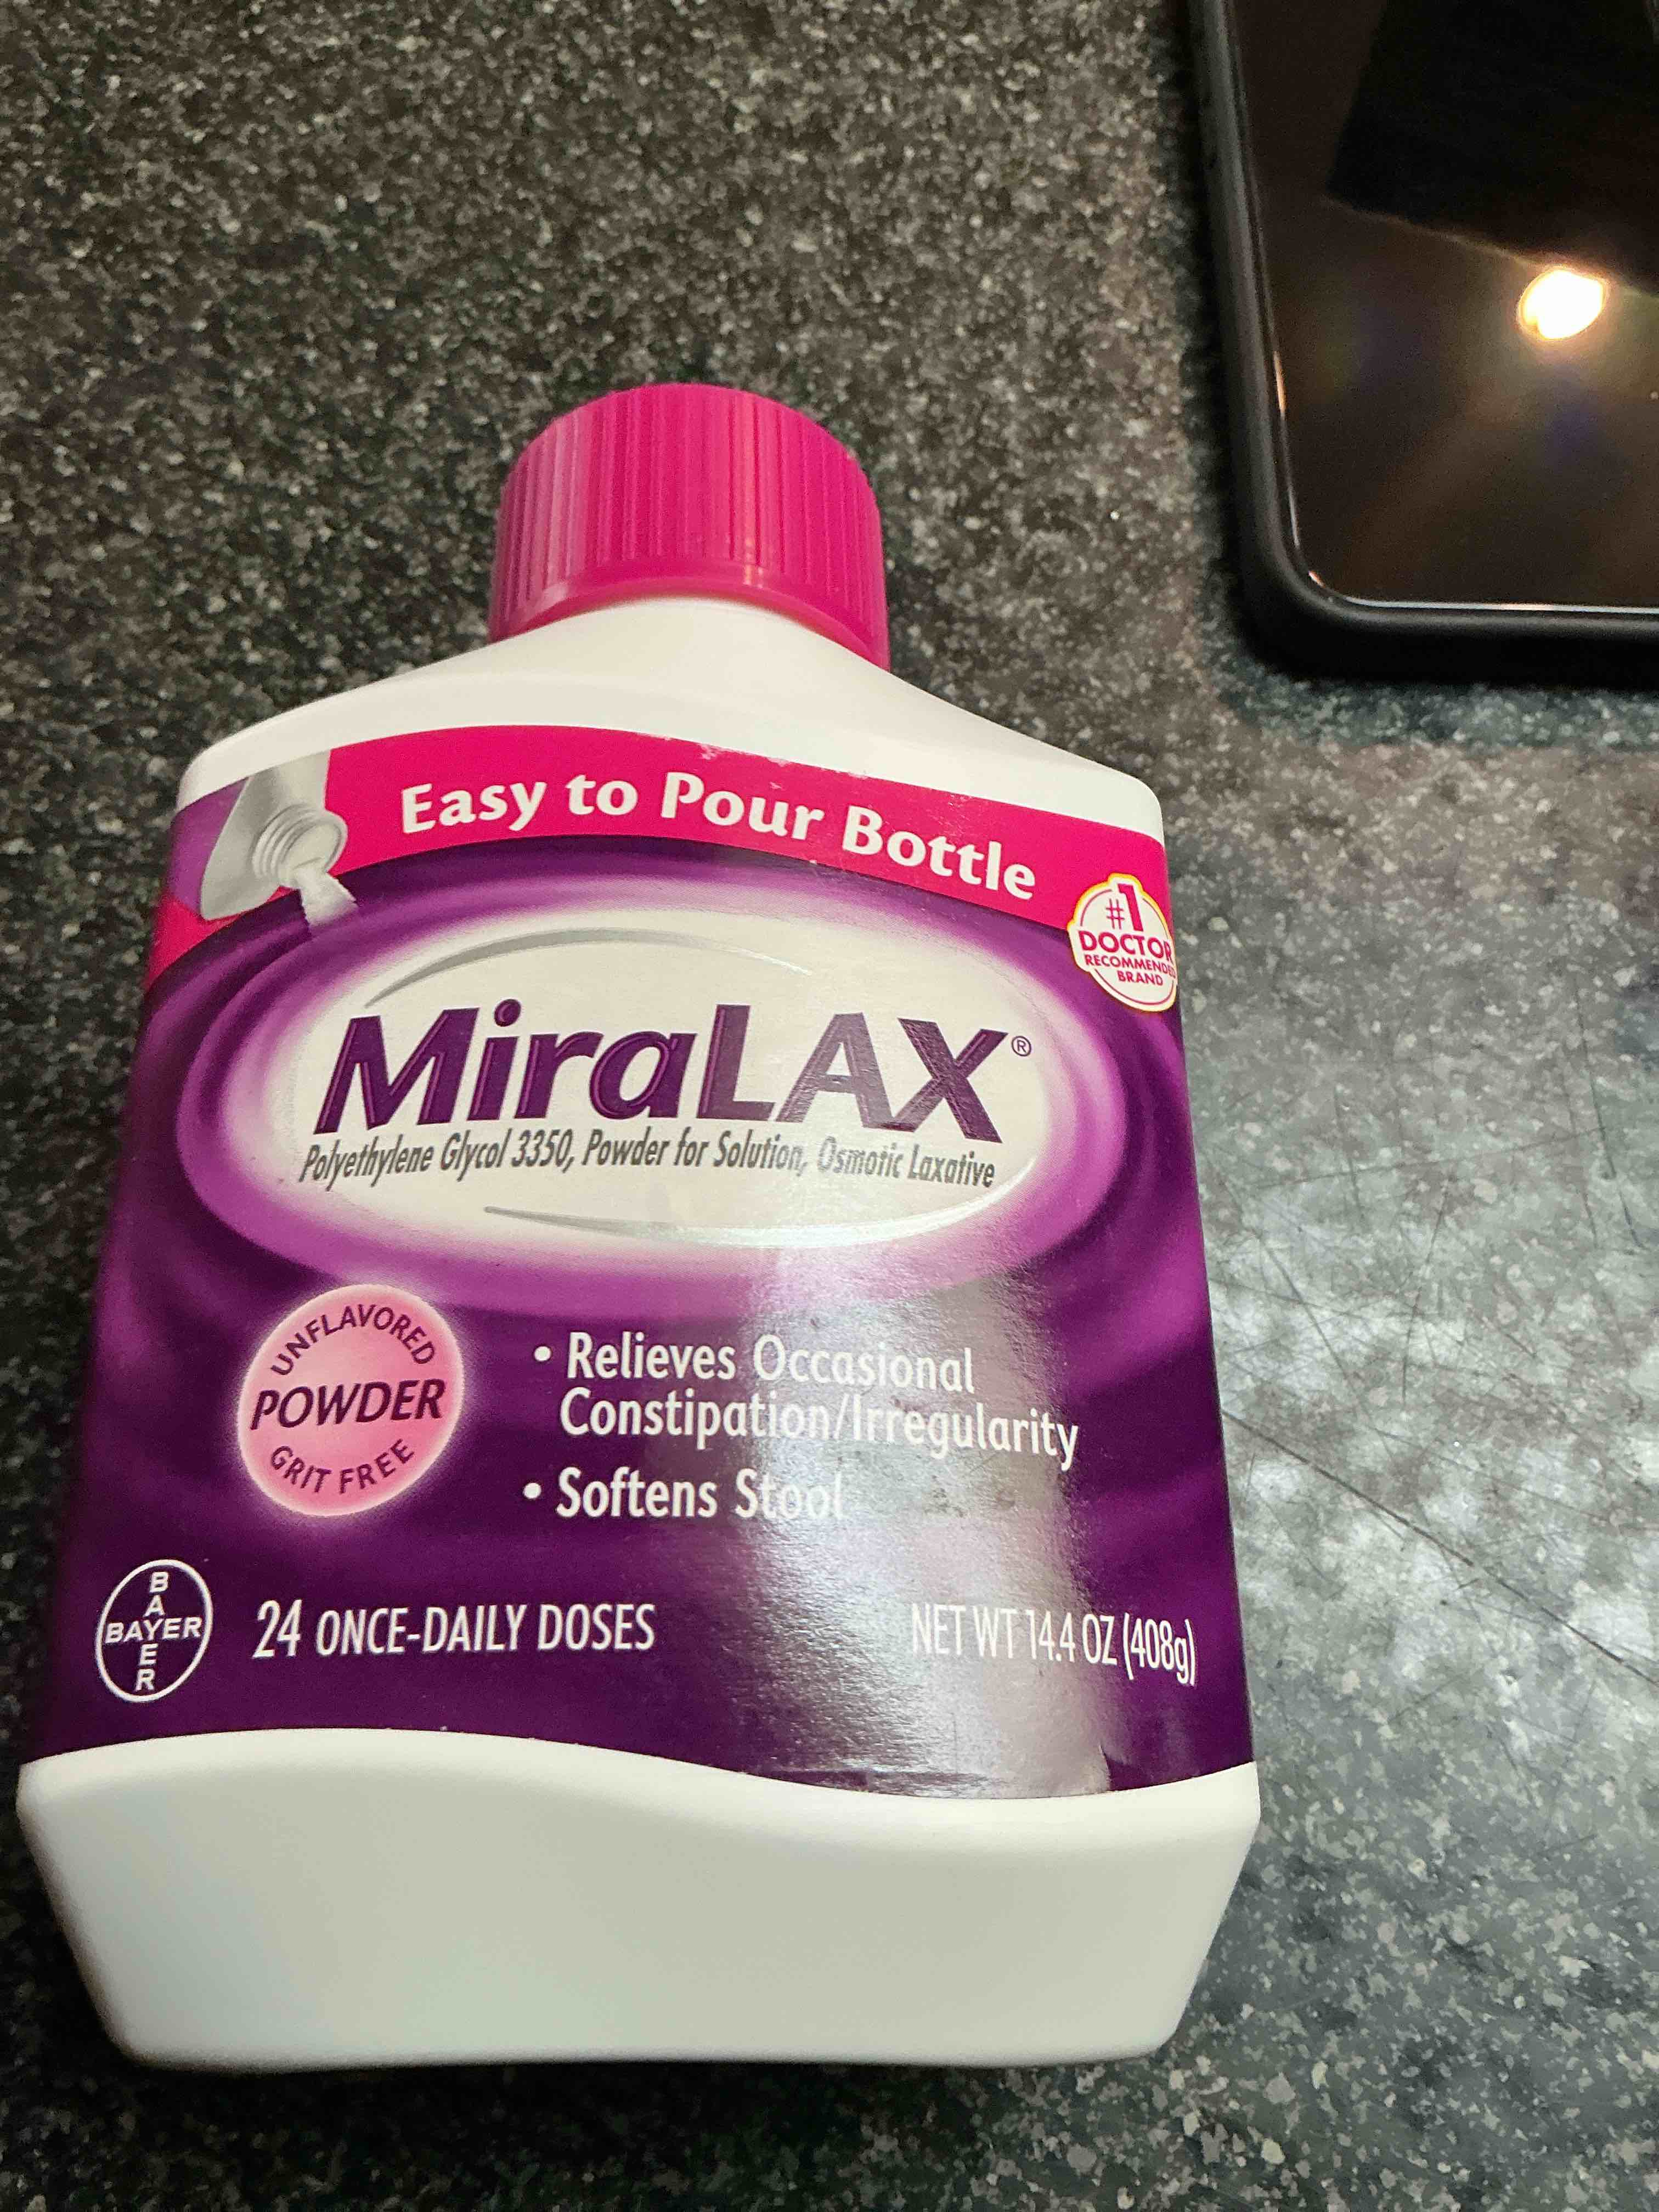 Easy to Pour Bottle
#1
DOCTOR
RECOMMENDED
BRAND
MiraLAX®
Polyethylene Glycol 3350, Powder for Solution, Osmotic Laxative
UNFLAVORED
POWDER
GRIT FREE
• Relieves Occasional
Constipation/Irregularity
• Softens Stool
BAYER
BAYER
24 ONCE-DAILY DOSES
NET WT 14.4 OZ (408g)